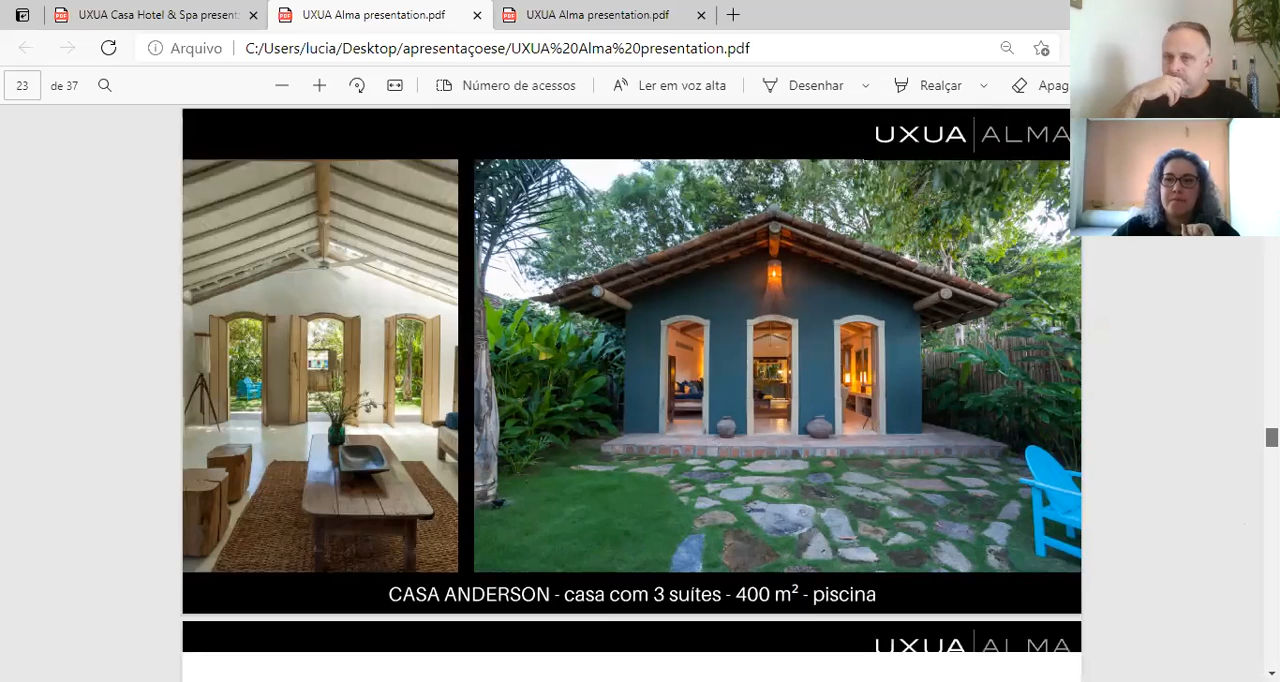 UXUA Casa Hotel & Spa present
UXUA Alma presentation.pdf
UXUA Alma presentation.pdf
Arquivo
C:/Users/lucia/Desktop/apresentaçoese/UXUA%20Alma%20presentation.pdf
23
de 37
Número de acessos
Ler em voz alta
Desenhar
Realçar
Apag
UXUA ALMA
CASA ANDERSON - casa com 3 suítes - 400 m² - piscina
UXUA ALMA